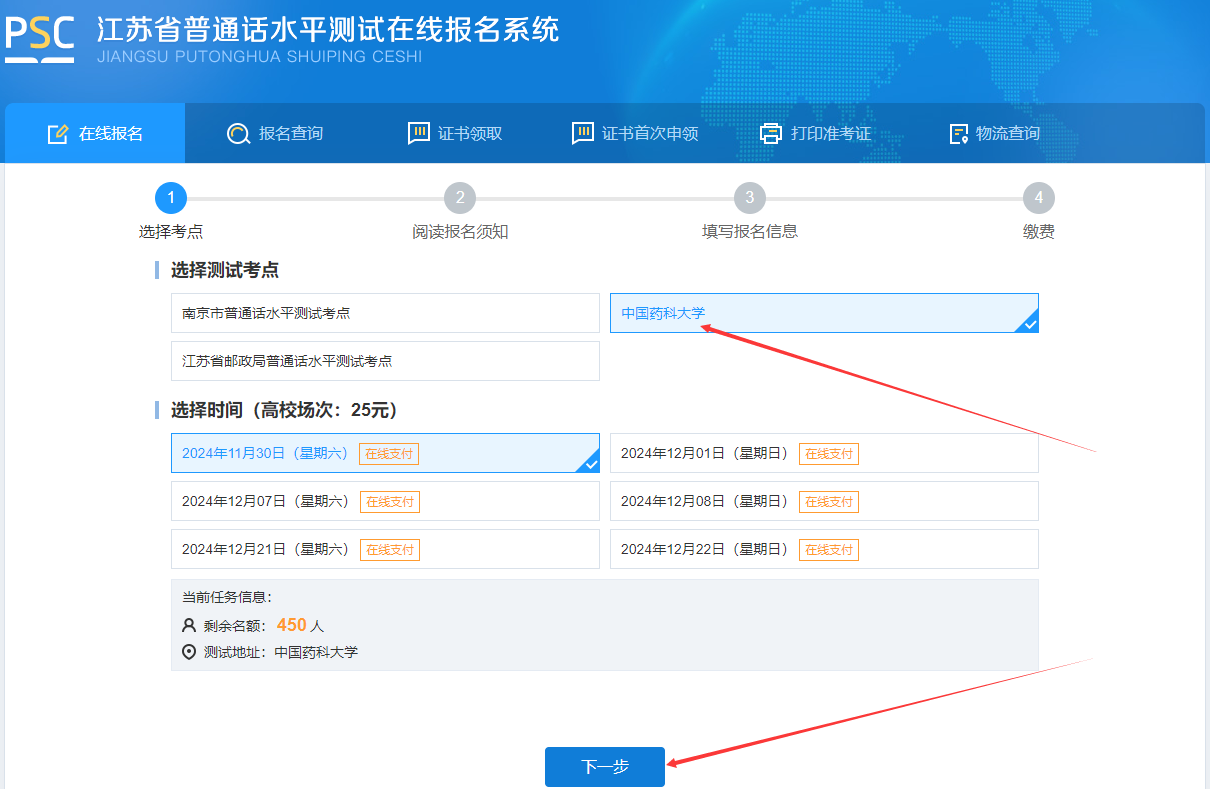 PSC 江苏省普通话水平测试在线报名系统
JIANGSU PUTONGHUA SHUIPING CESHI
在线报名 报名查询 证书领取 证书首次申领 打印准考证 物流查询
1 2 3 4
选择考点 阅读报名须知 填写报名信息 缴费
选择测试考点
南京市普通话水平测试考点 中国药科大学
江苏省邮政局普通话水平测试考点
选择时间（高校场次：25元）
2024年11月30日（星期六） 在线支付 2024年12月01日（星期日） 在线支付
2024年12月07日（星期六） 在线支付 2024年12月08日（星期日） 在线支付
2024年12月21日（星期六） 在线支付 2024年12月22日（星期日） 在线支付
当前任务信息：
剩余名额： 450 人
测试地址：中国药科大学
下一步